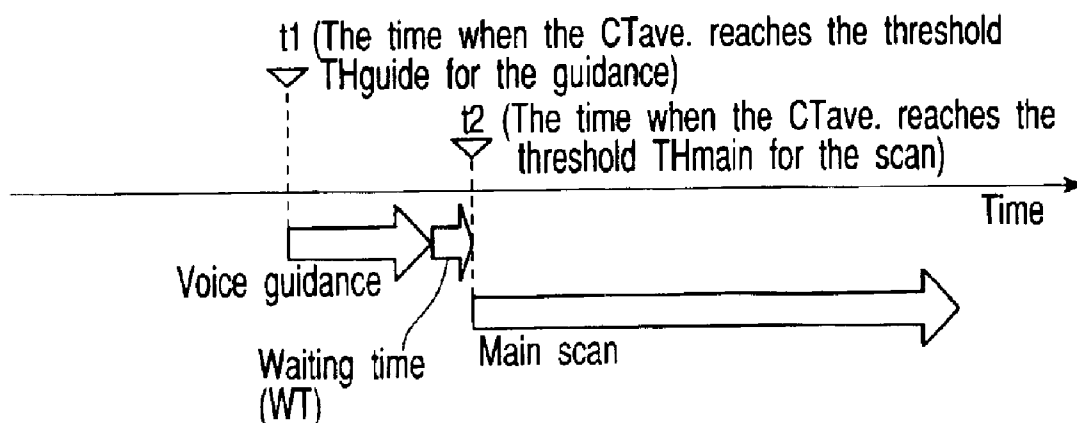 t1 (The time when the CTave. reaches the threshold
THguide for the guidance)
t2 (The time when the CTave. reaches the
threshold THmain for the scan)
Time
Voice guidance
Waiting time
(WT)
Main scan